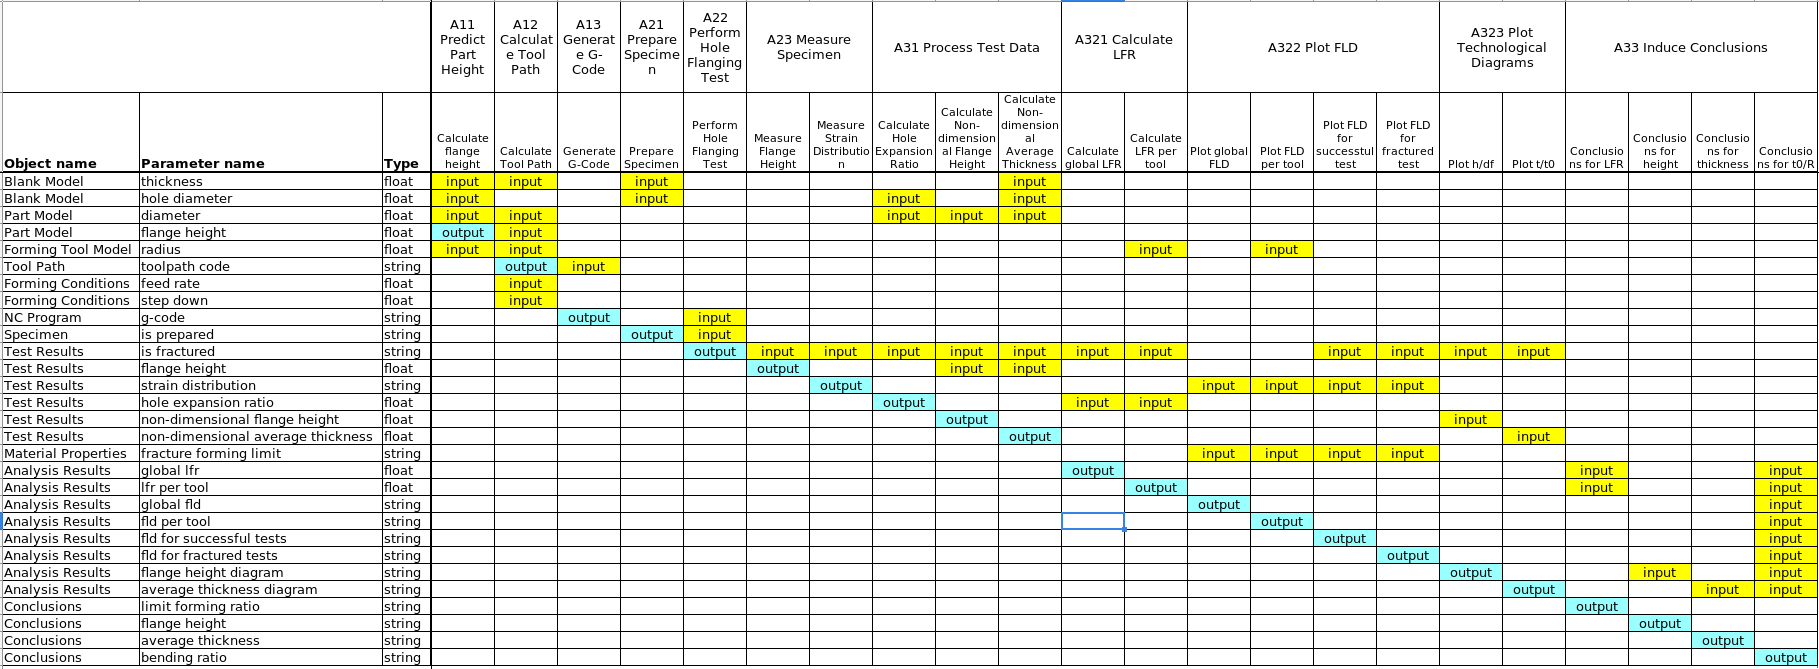 A11 Predict Part Height A12 Calculat e Tool Path A13 Generat e G- Code A21 Prepare Specime n A22 Perform Hole Flanging Test A23 Measure Specimen A31 Process Test Data A321 Calculate LFR A322 Plot FLD A323 Plot Technological Diagrams A33 Induce Conclusions
Object name Parameter name Type Calculate flange height Calculate Tool Path Generate G-Code Prepare Specimen Perform Hole Flanging Test Measure Flange Height Measure Strain Distributio n Calculate Hole Expansion Ratio Calculate Non- dimension al Flange Height Calculate Non- dimension al Average Thickness Calculate global LFR Calculate LFR per tool Plot global FLD Plot FLD per tool Plot FLD for successful test Plot FLD for fractured test Plot h/df Plot t/t0 Conclusio ns for LFR Conclusio ns for height Conclusio ns for thickness Conclusio ns for t0/R
Blank Model thickness float input input input input
Blank Model hole diameter float input input input input
Part Model diameter float input input input input input
Part Model flange height float output input
Forming Tool Model radius float input input input input
Tool Path toolpath code string output input
Forming Conditions feed rate float input
Forming Conditions step down float input
NC Program g-code string output input
Specimen is prepared string output input
Test Results is fractured string output input input input input input input input input input input input
Test Results flange height float output input input
Test Results strain distribution string output input input input input
Test Results hole expansion ratio float output input input
Test Results non-dimensional flange height float output input
Test Results non-dimensional average thickness float output input
Material Properties fracture forming limit string input input input input
Analysis Results global lfr float output input input
Analysis Results lfr per tool float output input input
Analysis Results global fld string output input
Analysis Results fld per tool string output input
Analysis Results fld for successful tests string output input
Analysis Results fld for fractured tests string output input
Analysis Results flange height diagram string output input input
Analysis Results average thickness diagram string output input input
Conclusions limit forming ratio string output
Conclusions flange height string output
Conclusions average thickness string output
Conclusions bending ratio string output